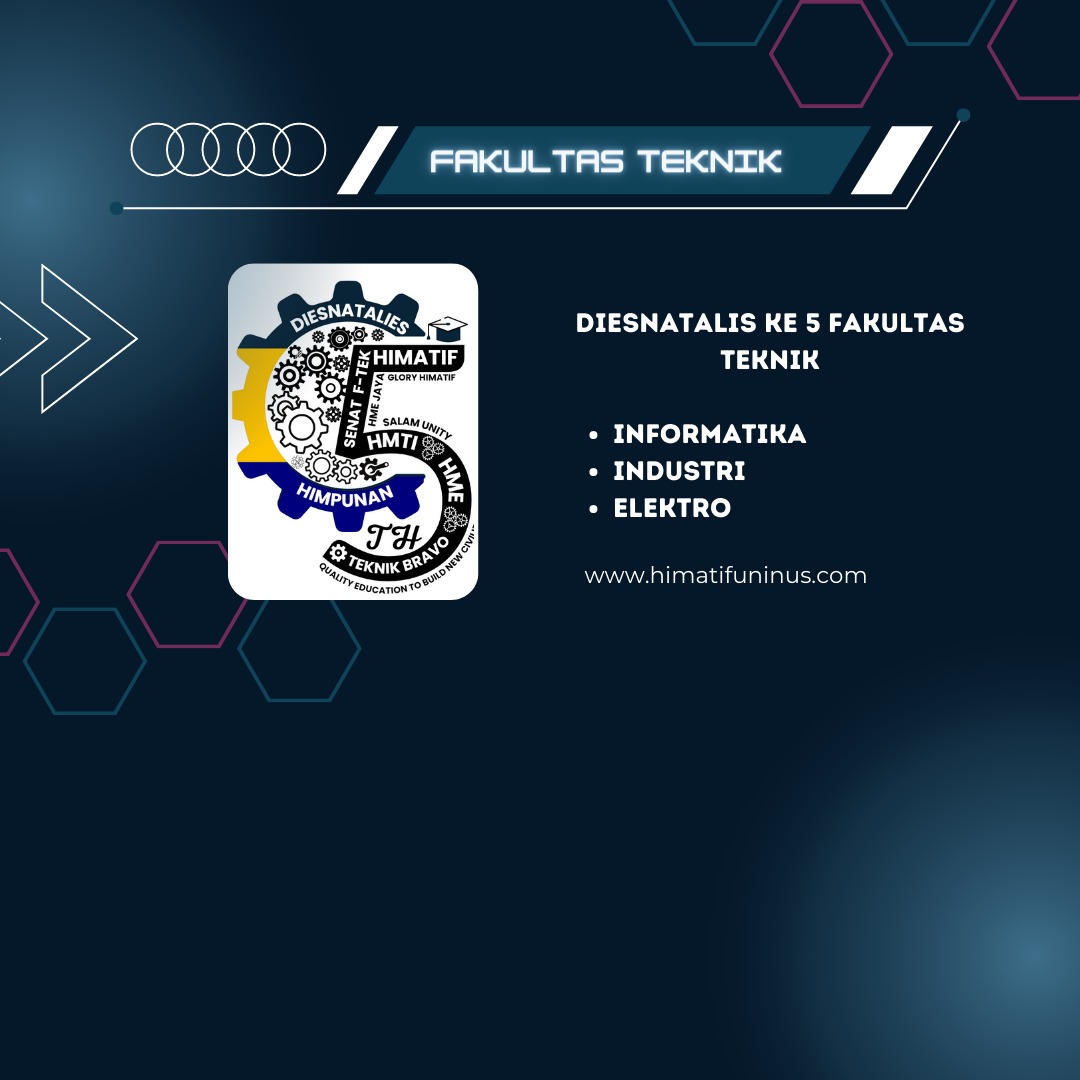 FAKULTAS TEKNIK
DIESNATALIES
HIMATIF
GLORY HIMATIF
SENAT F-TEK
HME JAYA
SALAM UNITY
HMTI
HME
HIMPUNAN
TH
TEKNIK BRAVO
QUALITY EDUCATION TO BUILD NEW
DIESNATALIS KE 5 FAKULTAS
TEKNIK
• INFORMATIKA
• INDUSTRI
• ELEKTRO
www.himatifuninus.com